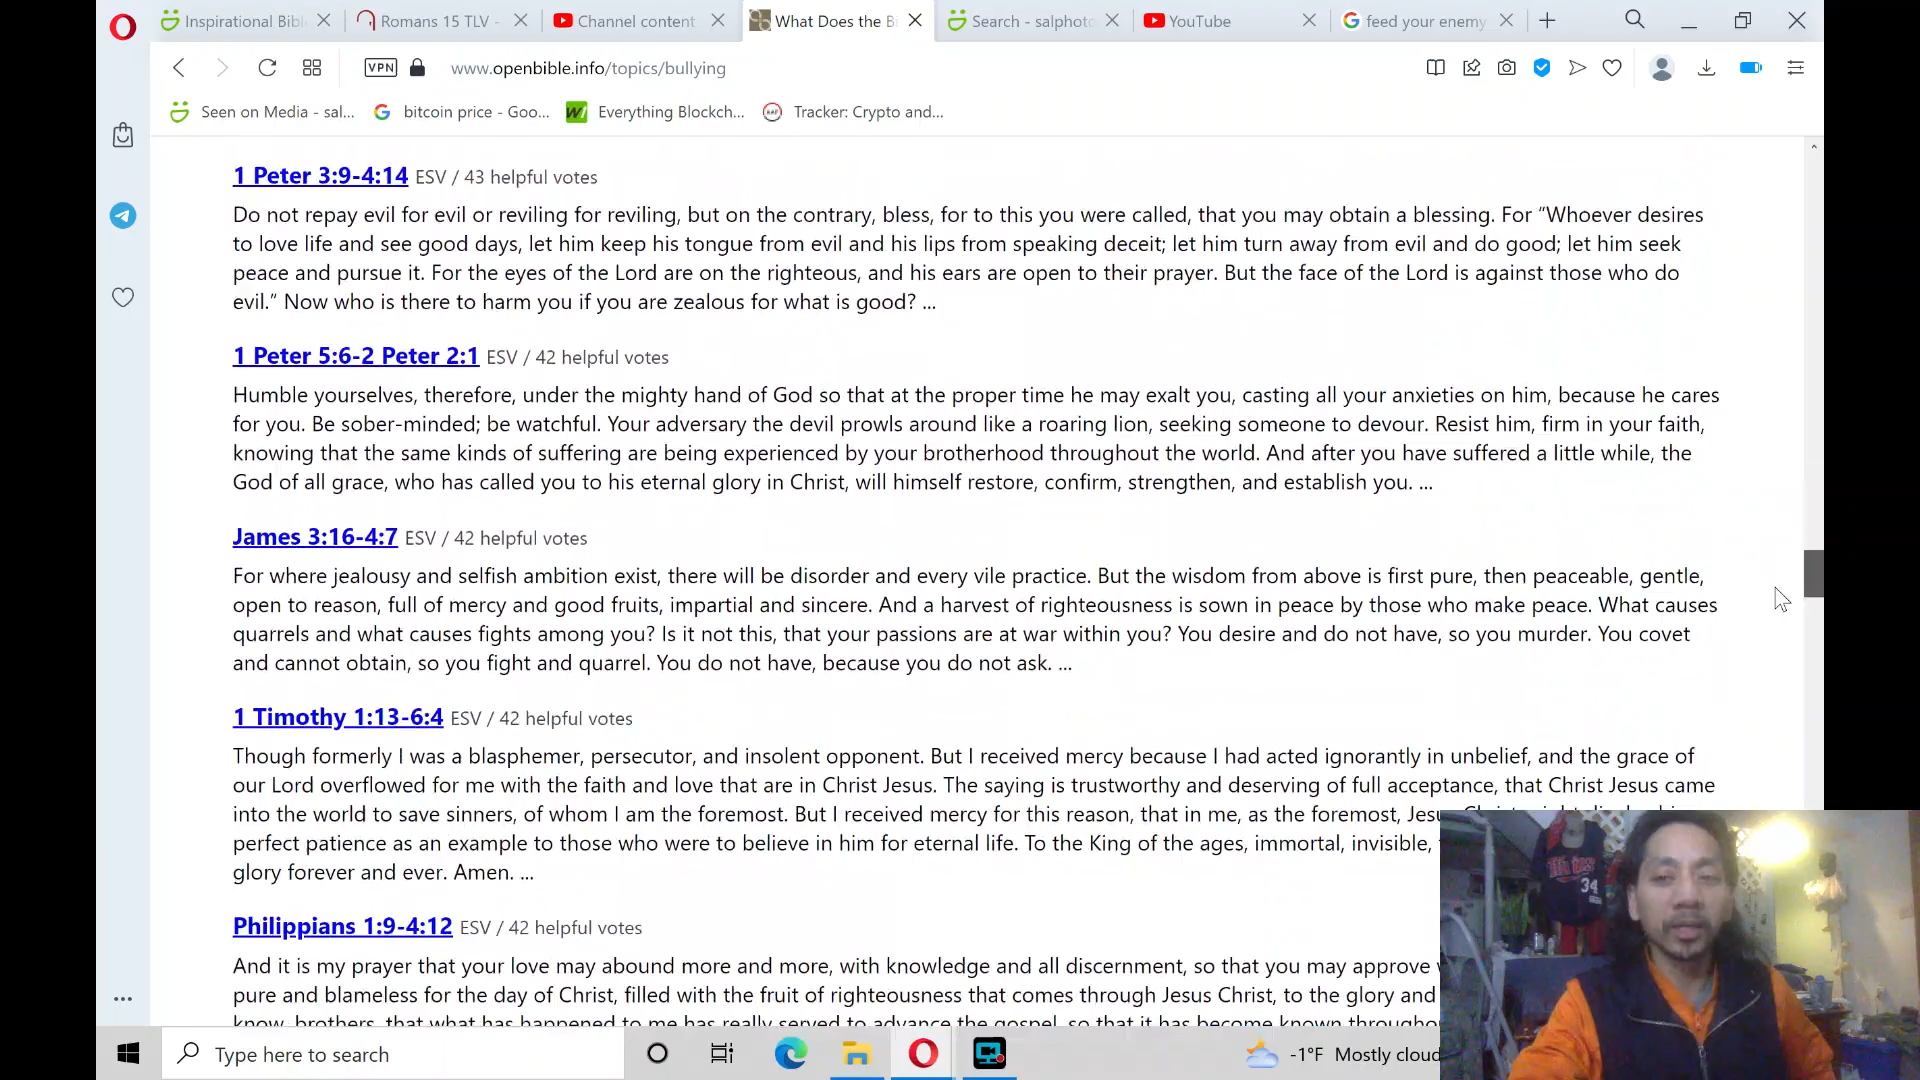 Inspirational Bibl
Romans 15 TLV -
Channel content
What Does the Bi
Search - salphoto
YouTube
feed your enemy
VPN
www.openbible.info/topics/bullying
Seen on Media - sal...
bitcoin price - Goo...
Everything Blockch...
Tracker: Crypto and...
1 Peter 3:9-4:14 ESV / 43 helpful votes
Do not repay evil for evil or reviling for reviling, but on the contrary, bless, for to this you were called, that you may obtain a blessing. For “Whoever desires
to love life and see good days, let him keep his tongue from evil and his lips from speaking deceit; let him turn away from evil and do good; let him seek
peace and pursue it. For the eyes of the Lord are on the righteous, and his ears are open to their prayer. But the face of the Lord is against those who do
evil.” Now who is there to harm you if you are zealous for what is good? ...
1 Peter 5:6-2 Peter 2:1 ESV / 42 helpful votes
Humble yourselves, therefore, under the mighty hand of God so that at the proper time he may exalt you, casting all your anxieties on him, because he cares
for you. Be sober-minded; be watchful. Your adversary the devil prowls around like a roaring lion, seeking someone to devour. Resist him, firm in your faith,
knowing that the same kinds of suffering are being experienced by your brotherhood throughout the world. And after you have suffered a little while, the
God of all grace, who has called you to his eternal glory in Christ, will himself restore, confirm, strengthen, and establish you. ...
James 3:16-4:7 ESV / 42 helpful votes
For where jealousy and selfish ambition exist, there will be disorder and every vile practice. But the wisdom from above is first pure, then peaceable, gentle,
open to reason, full of mercy and good fruits, impartial and sincere. And a harvest of righteousness is sown in peace by those who make peace. What causes
quarrels and what causes fights among you? Is it not this, that your passions are at war within you? You desire and do not have, so you murder. You covet
and cannot obtain, so you fight and quarrel. You do not have, because you do not ask. ...
1 Timothy 1:13-6:4 ESV / 42 helpful votes
Though formerly I was a blasphemer, persecutor, and insolent opponent. But I received mercy because I had acted ignorantly in unbelief, and the grace of
our Lord overflowed for me with the faith and love that are in Christ Jesus. The saying is trustworthy and deserving of full acceptance, that Christ Jesus came
into the world to save sinners, of whom I am the foremost. But I received mercy for this reason, that in me, as the foremost,
perfect patience as an example to those who were to believe in him for eternal life. To the King of the ages, immortal, invisible,
glory forever and ever. Amen. ...
Philippians 1:9-4:12 ESV / 42 helpful votes
And it is my prayer that your love may abound more and more, with knowledge and all discernment, so that you may approve
pure and blameless for the day of Christ, filled with the fruit of righteousness that comes through Jesus Christ, to the glory and
know, brothers, that what has happened to me has really served to advance the gospel, so that it has become known
34
Type here to search
-1°F Mostly cloud